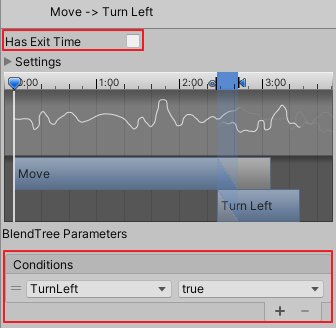 Move -> Turn Left
Has Exit Time
Settings
0:00 1:00 2:00 3:00
Move
Turn Left
BlendTree Parameters
Conditions
TurnLeft true